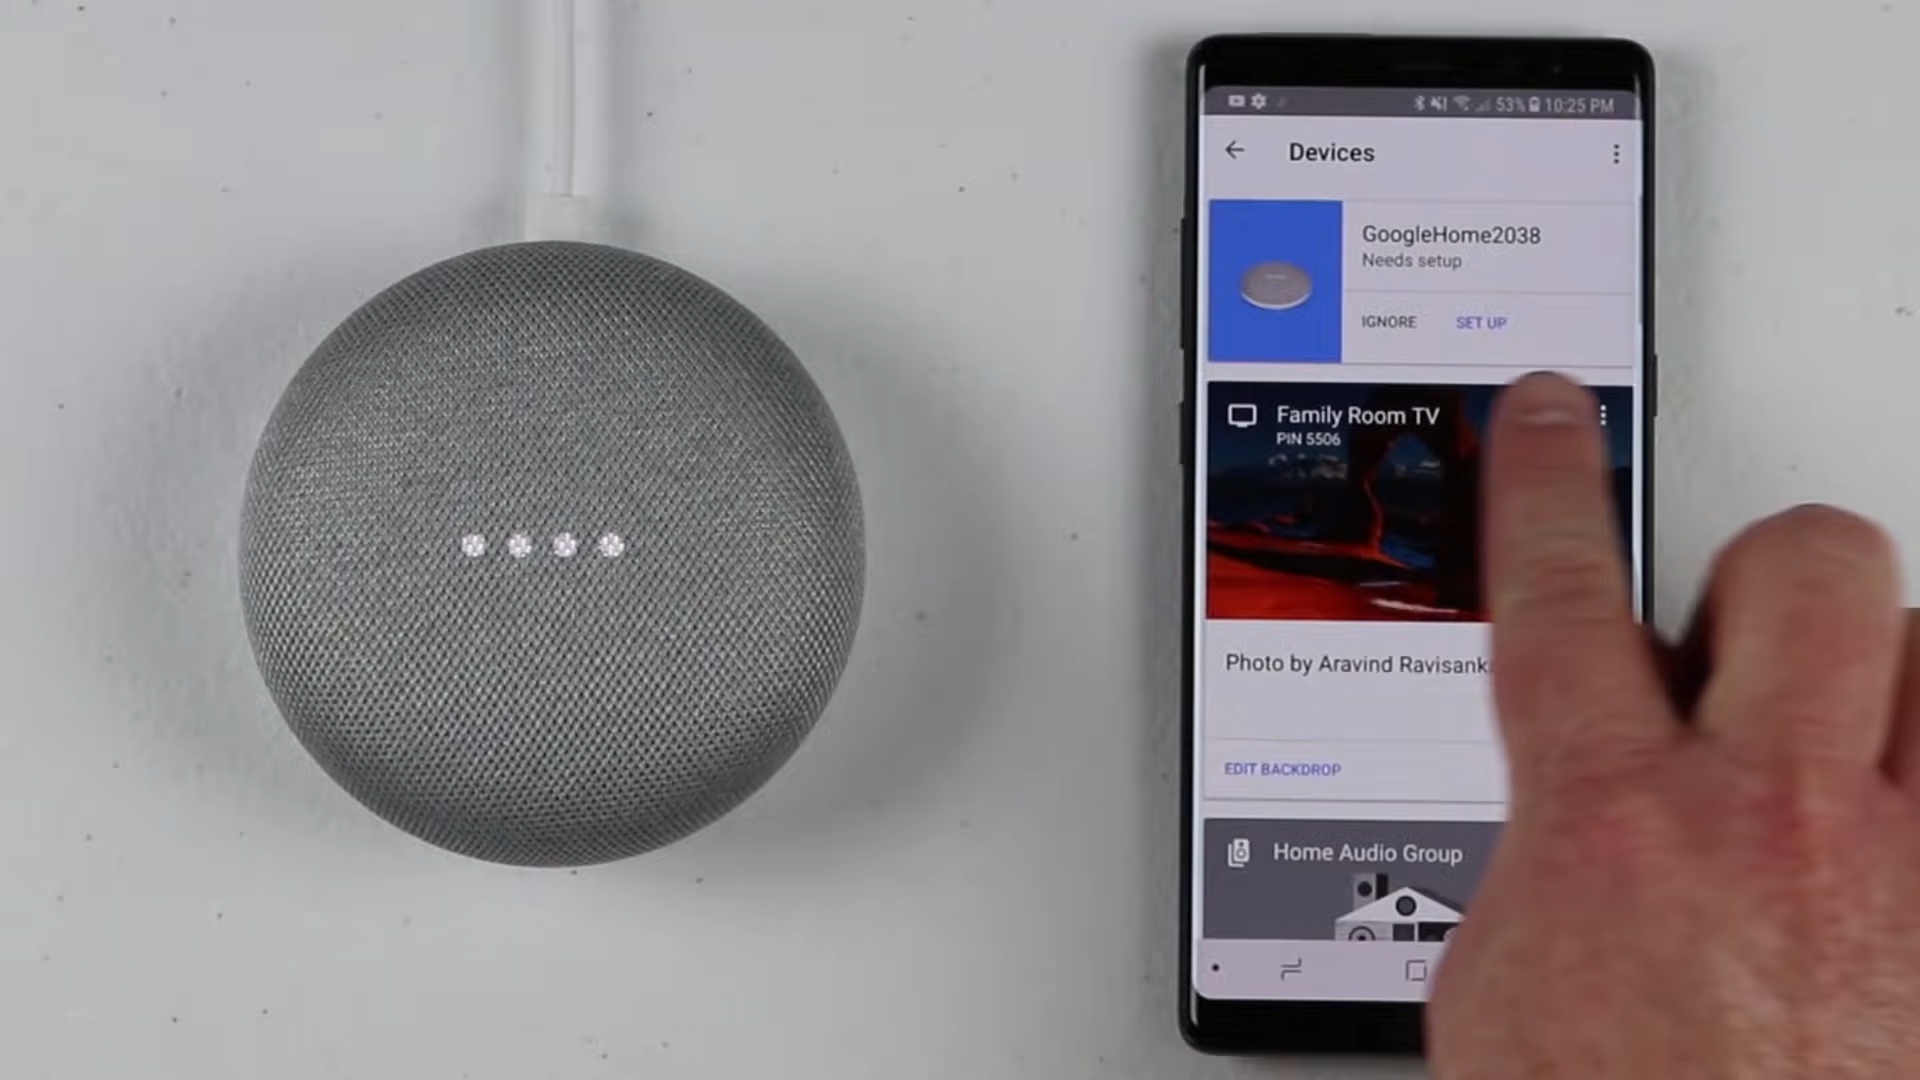 53% 10:25 PM
Devices
GoogleHome2038
Needs setup
IGNORE SET UP
Family Room TV
PIN 5506
Photo by Aravind
EDIT BACKDROP
Home Audio Group